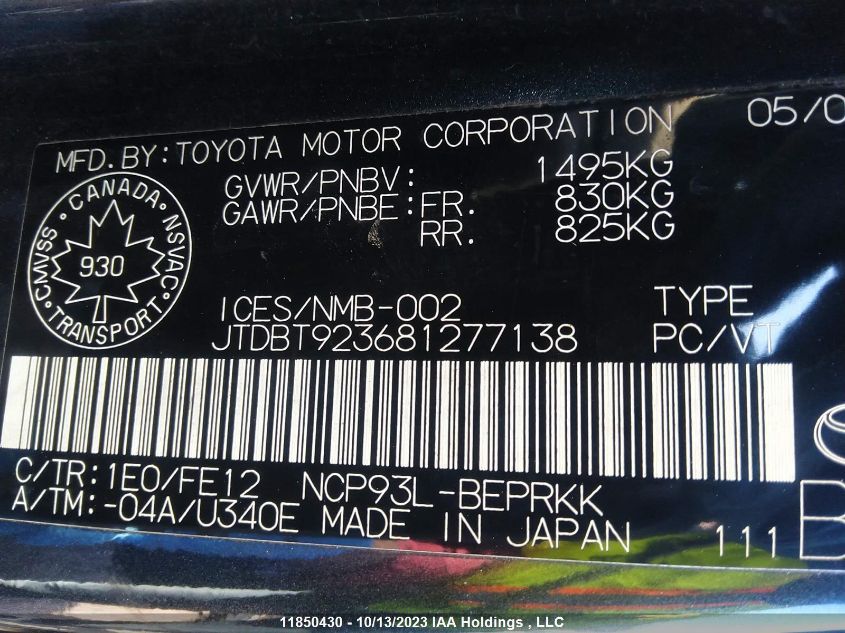 MFD. BY: TOYOTA MOTOR CORPORATION 05/0
GVWR/PNBV: 1495KG
GAWR/PNBE: FR. 830KG
RR. 825KG
CANADA
CMVSS 930 NSVAC
TRANSPORT
ICES/NMB-002 TYPE
JTDBT923681277138 PC/VT
C/TR: 1E0/FE12 NCP93L-BEPRKK
A/TM: -04A/U340E MADE IN JAPAN 111
11850430 - 10/13/2023 IAA Holdings , LLC